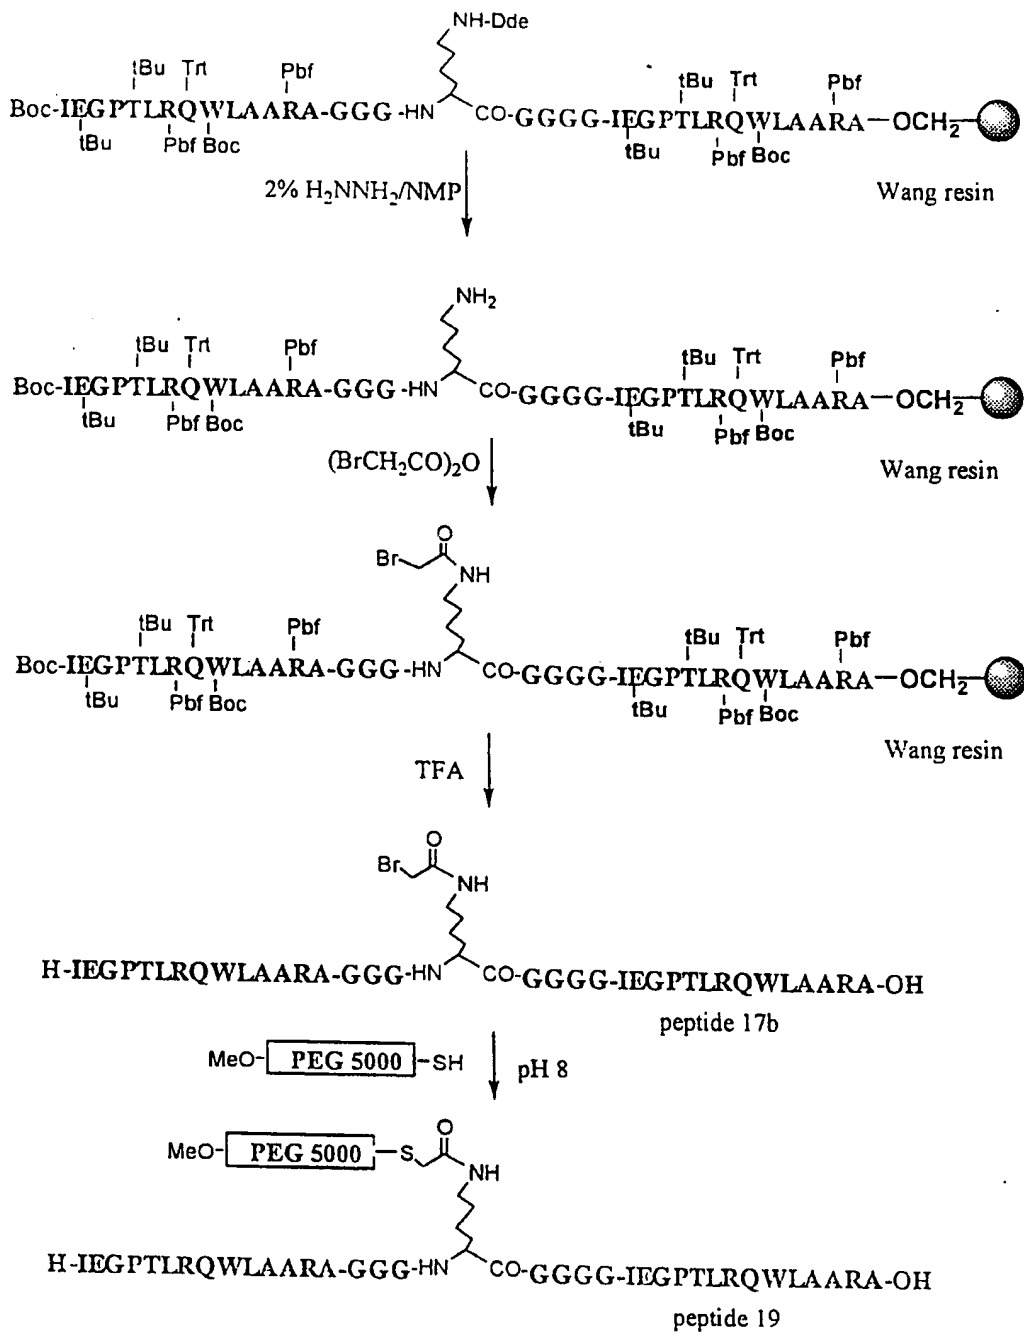 NH-Dde
tBu Trt Pbf tBu Trt Pbf
Boc-IEGPTLRQWLAARA-GGG-HN CO-GGGG-IEGPTLRQWLAARA-OCH2
tBu Pbf Boc tBu Pbf Boc
2% H2NNH2/NMP
Wang resin
NH2
tBu Trt Pbf tBu Trt Pbf
Boc-IEGPTLRQWLAARA-GGG-HN CO-GGGG-IEGPTLRQWLAARA-OCH2
tBu Pbf Boc tBu Pbf Boc
(BrCH2CO)2O
Wang resin
O
Br NH
tBu Trt Pbf tBu Trt Pbf
Boc-IEGPTLRQWLAARA-GGG-HN CO-GGGG-IEGPTLRQWLAARA-OCH2
tBu Pbf Boc tBu Pbf Boc
Wang resin
TFA
O
Br NH
H-IEGPTLRQWLAARA-GGG-HN CO-GGGG-IEGPTLRQWLAARA-OH
peptide 17b
MeO- PEG 5000 -SH pH 8
O
MeO- PEG 5000 -S NH
H-IEGPTLRQWLAARA-GGG-HN CO-GGGG-IEGPTLRQWLAARA-OH
peptide 19